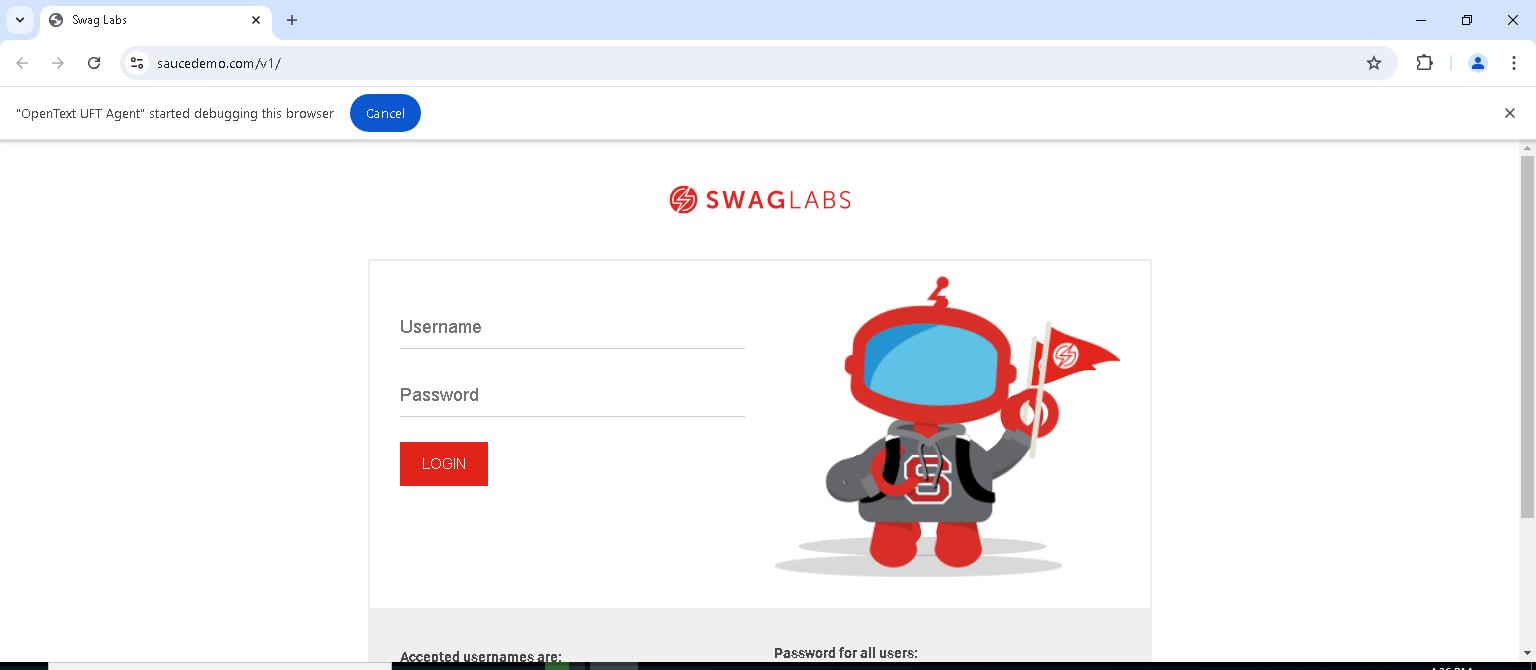 Swag Labs
saucedemo.com/v1/
"OpenText UFT Agent" started debugging this browser
Cancel
SWAGLABS
Username
Password
LOGIN
S
Accepted usernames are:
Password for all users: